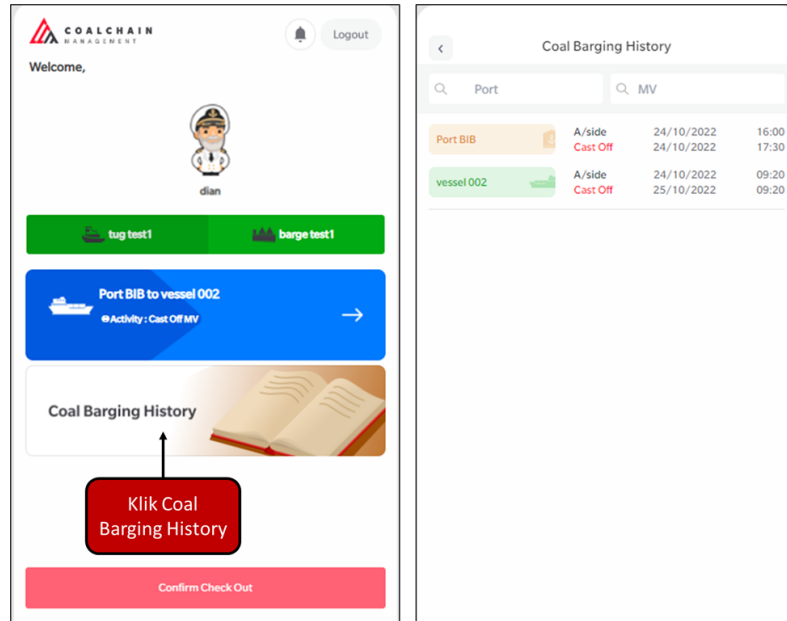 COALCHAIN
MANAGEMENT
Logout
Welcome,
dian
tug test1
barge test1
Port BIB to vessel 002
Activity : Cast Off MV
Coal Barging History
Klik Coal
Barging History
Confirm Check Out
Coal Barging History
Port
MV
Port BIB
A/side 24/10/2022 16:00
Cast Off 24/10/2022 17:30
vessel 002
A/side 24/10/2022 09:20
Cast Off 25/10/2022 09:20